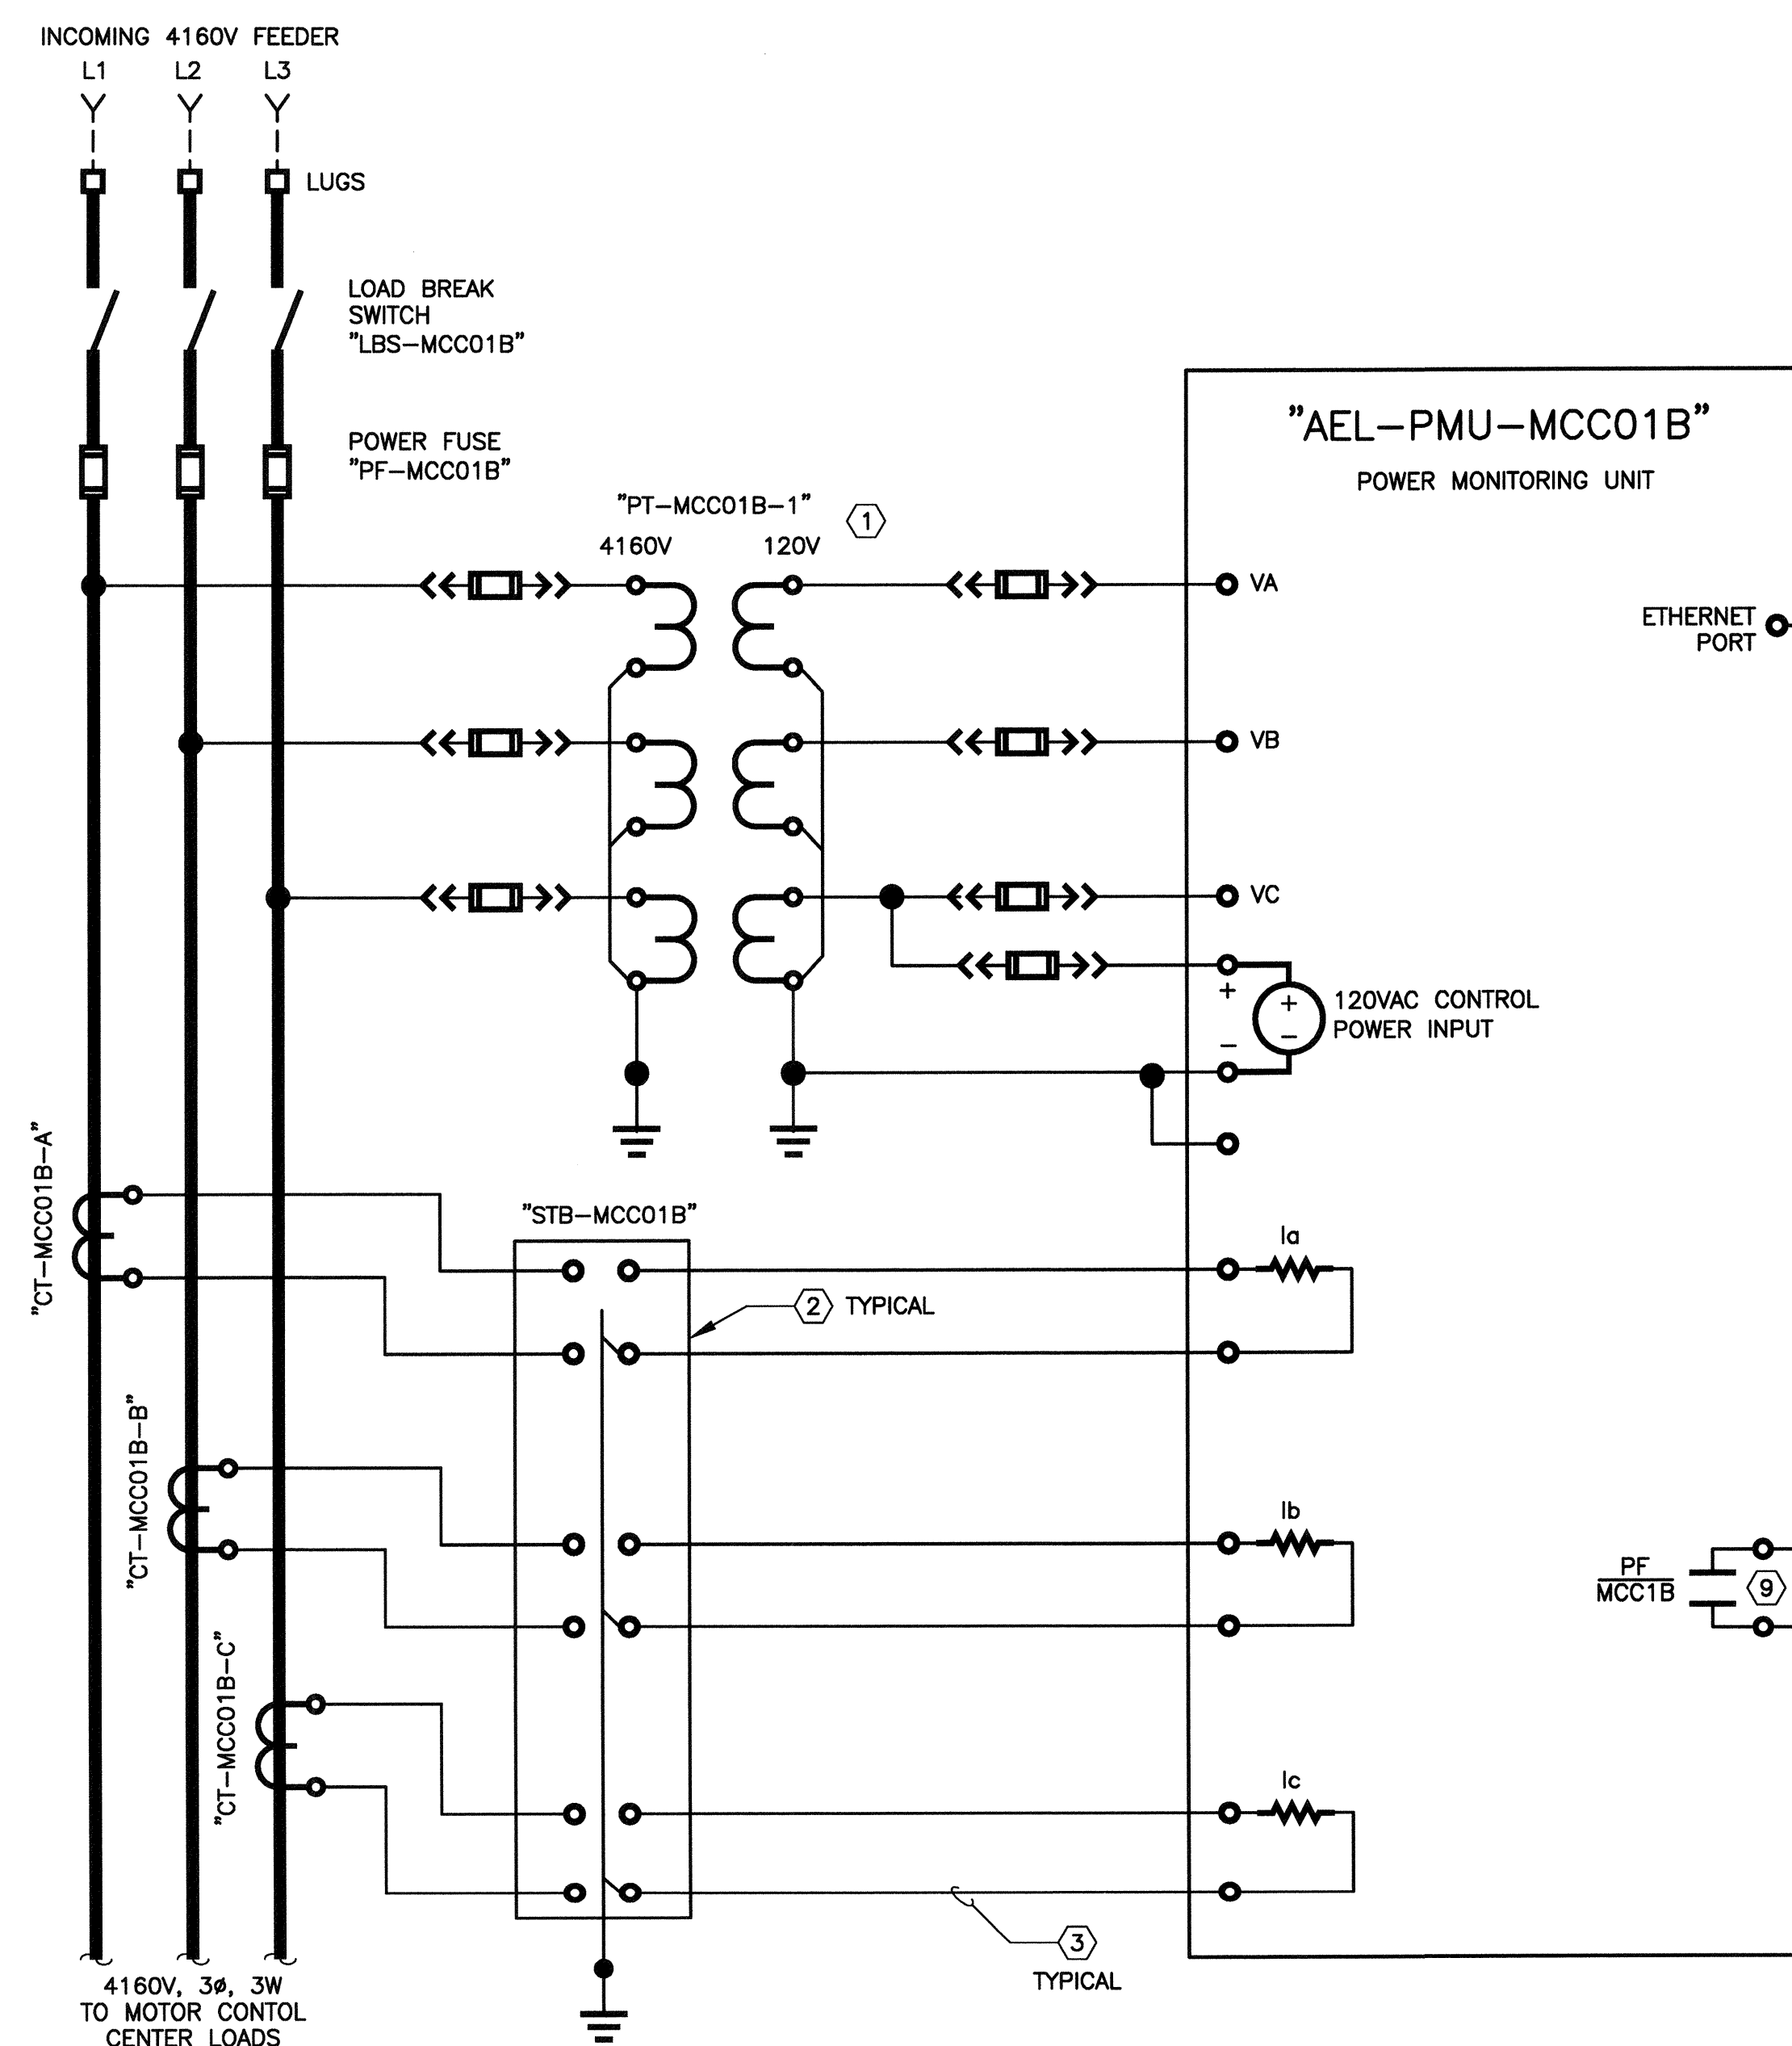 INCOMING 4160V FEEDER
L1 L2 L3
LUGS
LOAD BREAK
SWITCH
"LBS-MCC01B"
POWER FUSE
"PF-MCC01B"
"PT-MCC01B-1" 1
4160V 120V
"AEL-PMU-MCC01B"
POWER MONITORING UNIT
VA
ETHERNET
PORT
VB
VC
+
+
120VAC CONTROL
POWER INPUT
−
−
"CT-MCC01B-A"
"STB-MCC01B"
Ia
2 TYPICAL
"CT-MCC01B-B"
Ib
PF
MCC1B
9
"CT-MCC01B-C"
Ic
3
TYPICAL
4160V, 3ø, 3W
TO MOTOR CONTOL
CENTER LOADS